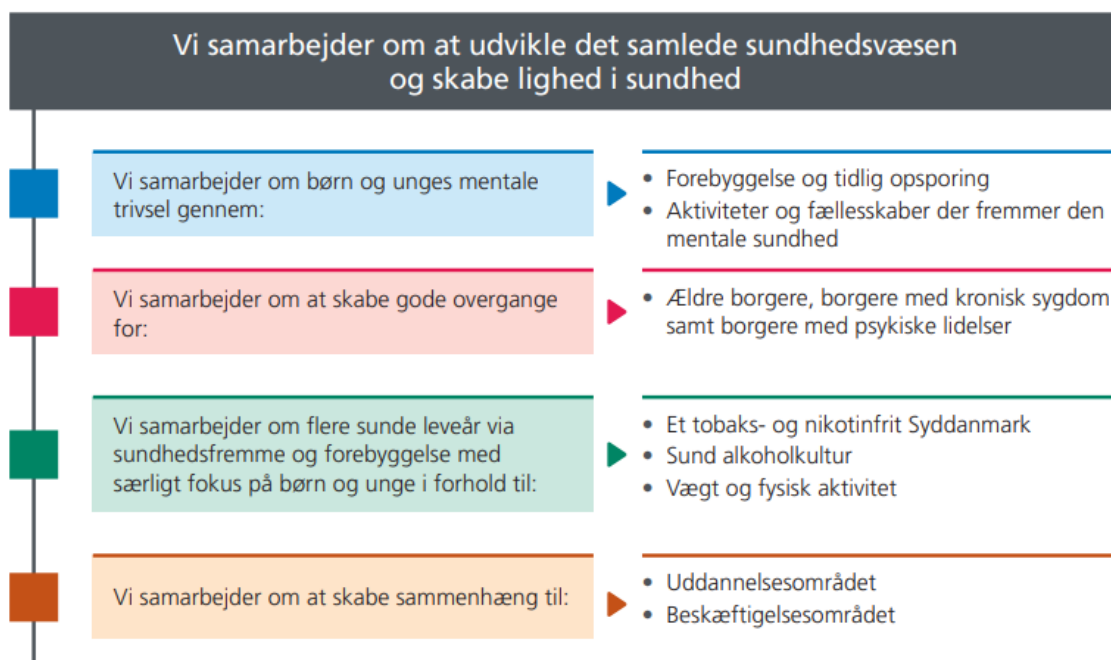 Vi samarbejder om at udvikle det samlede sundhedsvæsen
og skabe lighed i sundhed
Vi samarbejder om børn og unges mentale
trivsel gennem:
• Forebyggelse og tidlig opsporing
• Aktiviteter og fællesskaber der fremmer den
mentale sundhed
Vi samarbejder om at skabe gode overgange
for:
• Ældre borgere, borgere med kronisk sygdom
samt borgere med psykiske lidelser
Vi samarbejder om flere sunde leveår via
sundhedsfremme og forebyggelse med
særligt fokus på børn og unge i forhold til:
• Et tobaks- og nikotinfrit Syddanmark
• Sund alkoholkultur
• Vægt og fysisk aktivitet
Vi samarbejder om at skabe sammenhæng til:
• Uddannelsesområdet
• Beskæftigelsesområdet